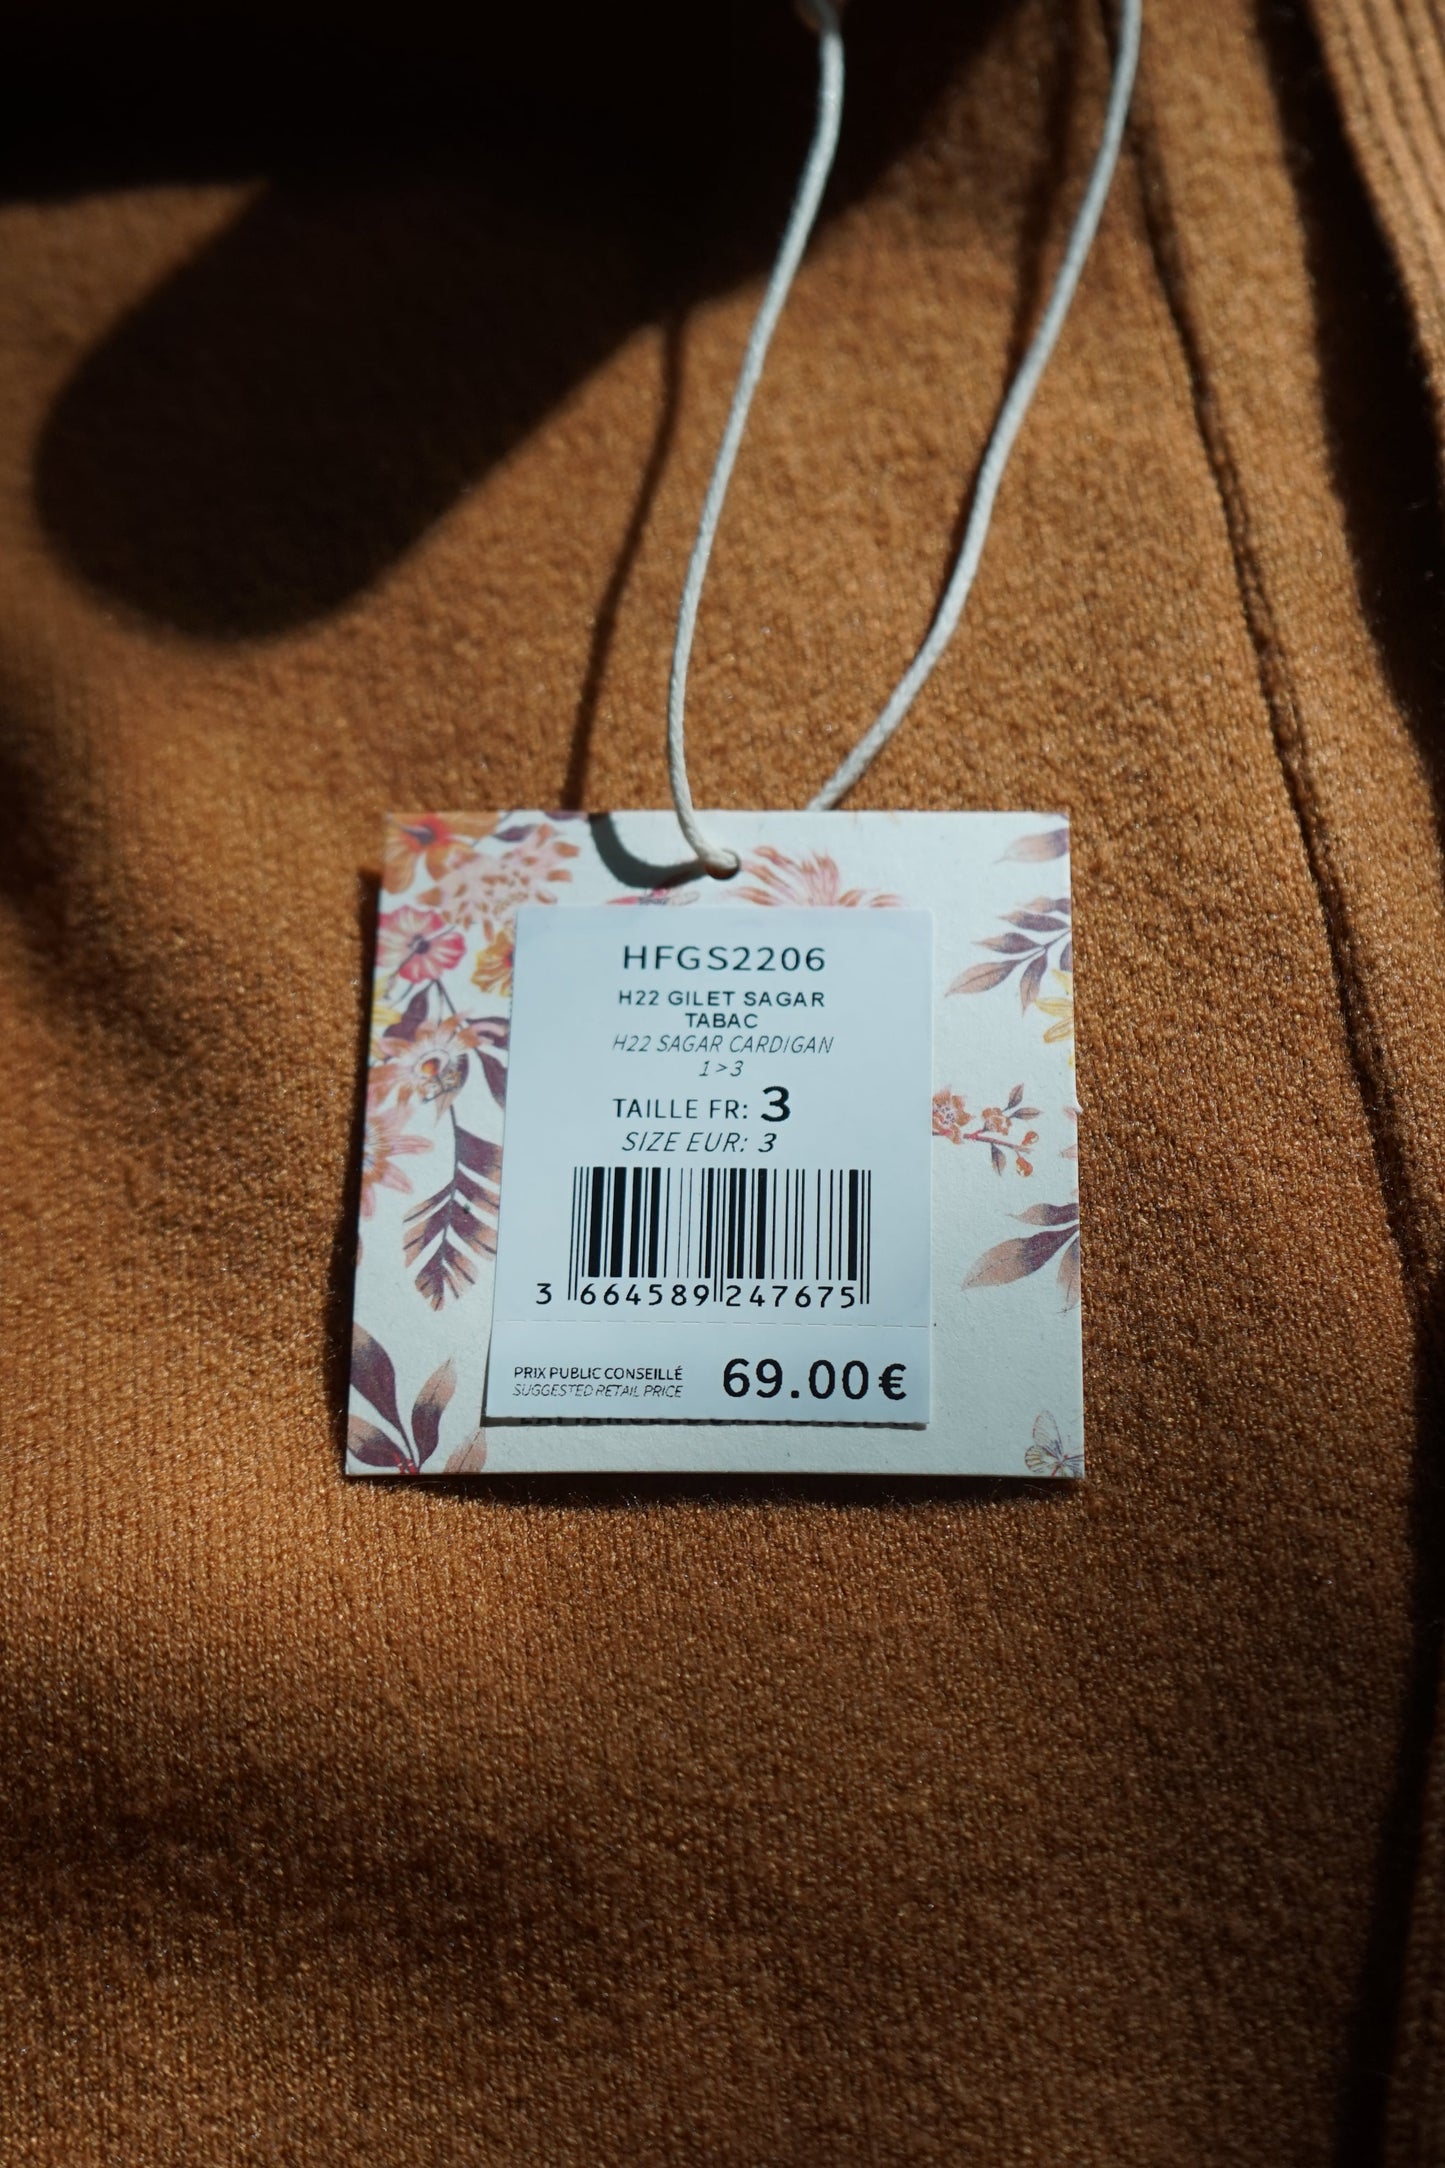 HFGS2206
H22 GILET SAGAR
TABAC
H22 SAGAR CARDIGAN
1>3
TAILLE FR: 3
SIZE EUR: 3
3 664589 247675
PRIX PUBLIC CONSEILLÉ 69.00€
SUGGESTED RETAIL PRICE